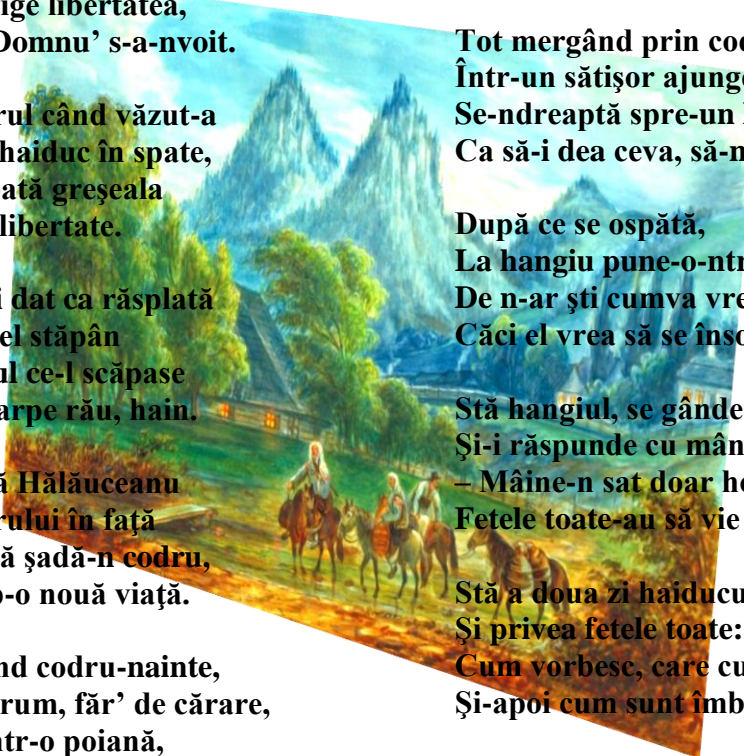 ige libertatea,
Domnu’ s-a-nvoit.
rul când văzut-a
haiduc în spate,
ată greşeala
libertate.
i dat ca răsplată
el stăpân
ul ce-l scăpase
arpe rău, hain.
ă Hălăuceanu
rului în faţă
ă şadă-n codru,
o-o nouă viaţă.
nd codru-nainte,
rum, făr’ de cărare,
ntr-o poiană,
Tot mergând prin cod
Într-un sătişor ajunge
Se-ndreaptă spre-un
Ca să-i dea ceva, să-n
După ce se ospătă,
La hangiu pune-o-ntr
De n-ar şti cumva vre
Căci el vrea să se înso
Stă hangiul, se gânde
Şi-i răspunde cu mân
– Mâine-n sat doar ho
Fetele toate-au să vie
Stă a doua zi haiducu
Şi privea fetele toate:
Cum vorbesc, care cu
Şi-apoi cum sunt îmb